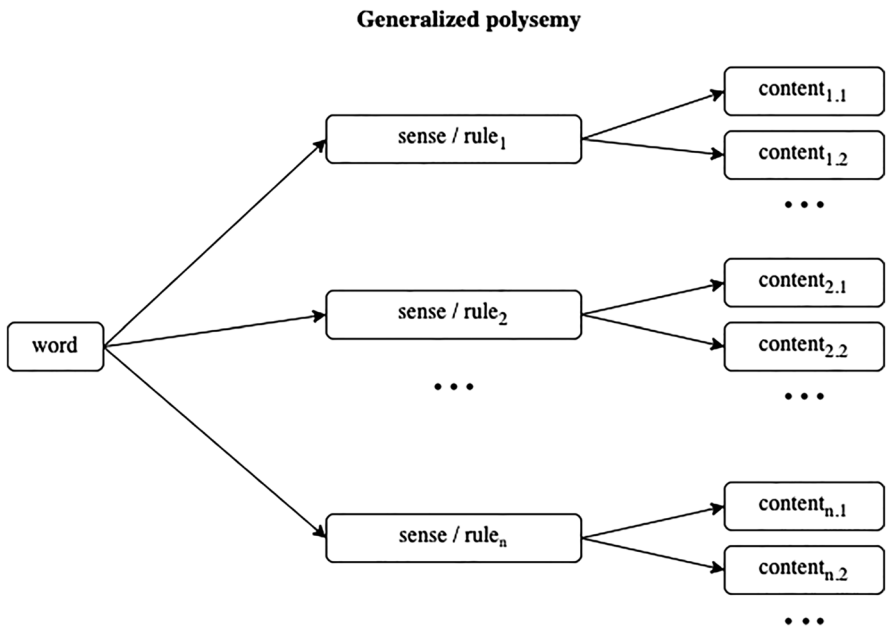 Generalized polysemy
word
sense / rule1
content1.1
content1.2
• • •
sense / rule2
content2.1
content2.2
• • •
• • •
sense / rulen
contentn.1
contentn.2
• • •